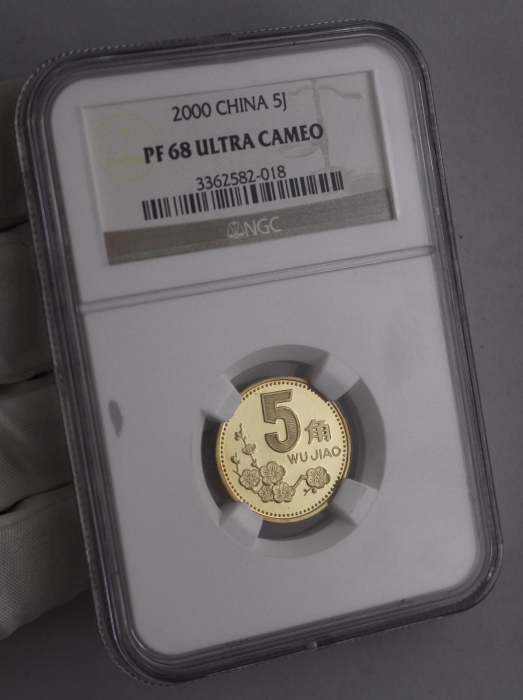 2000 CHINA 5J
PF 68 ULTRA CAMEO
3362582-018
NGC
5角
WU JIAO